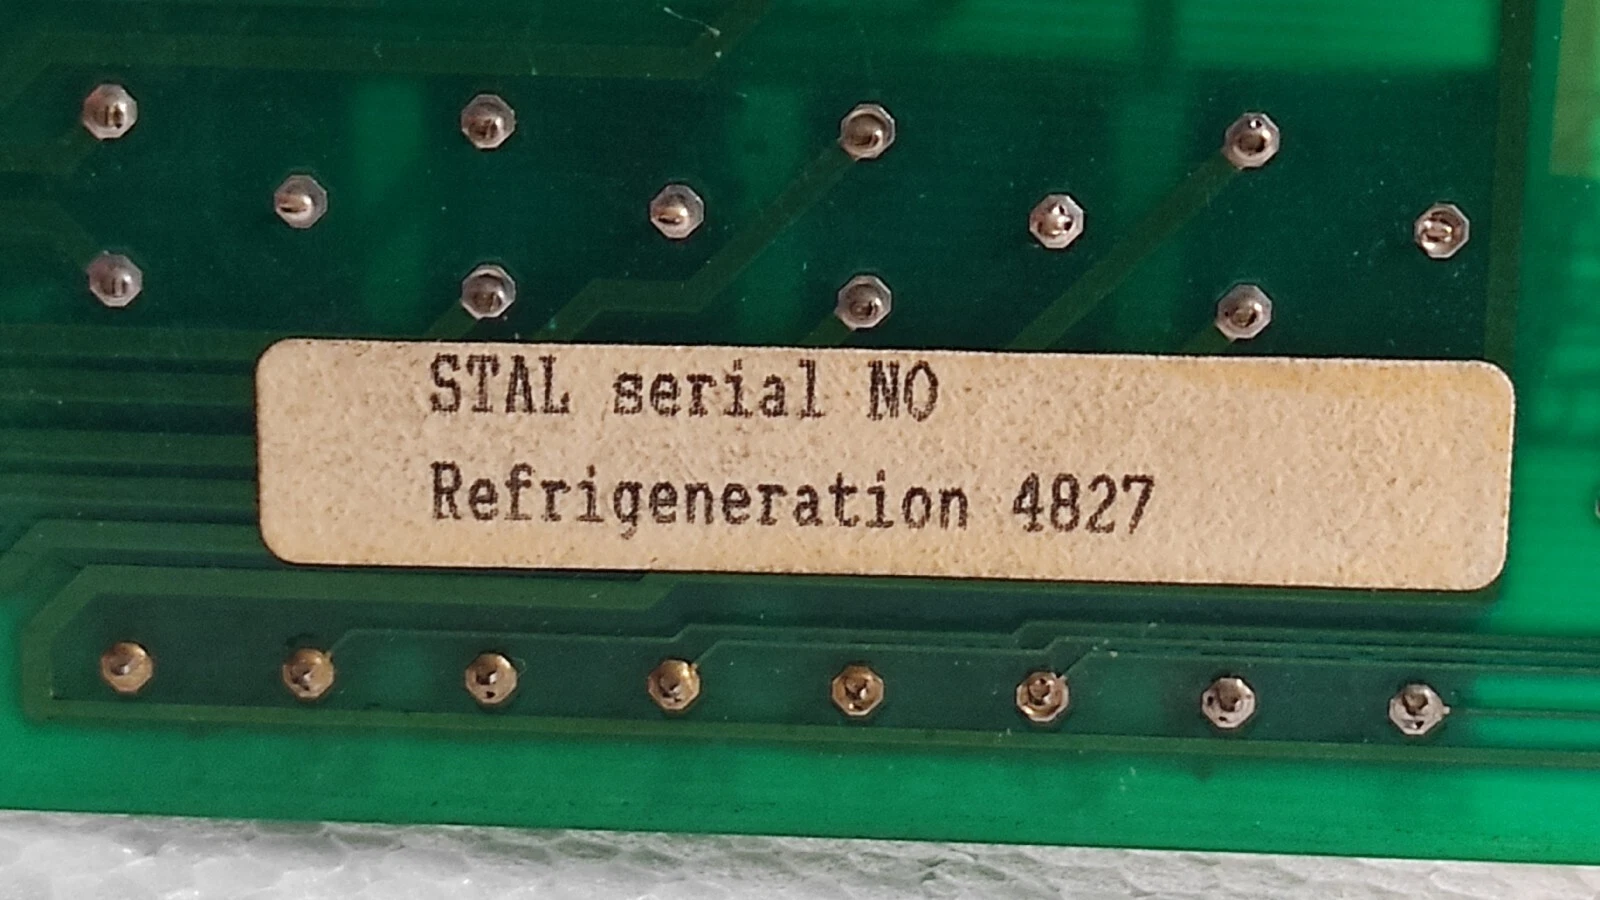 STAL serial NO
Refrigeneration 4827